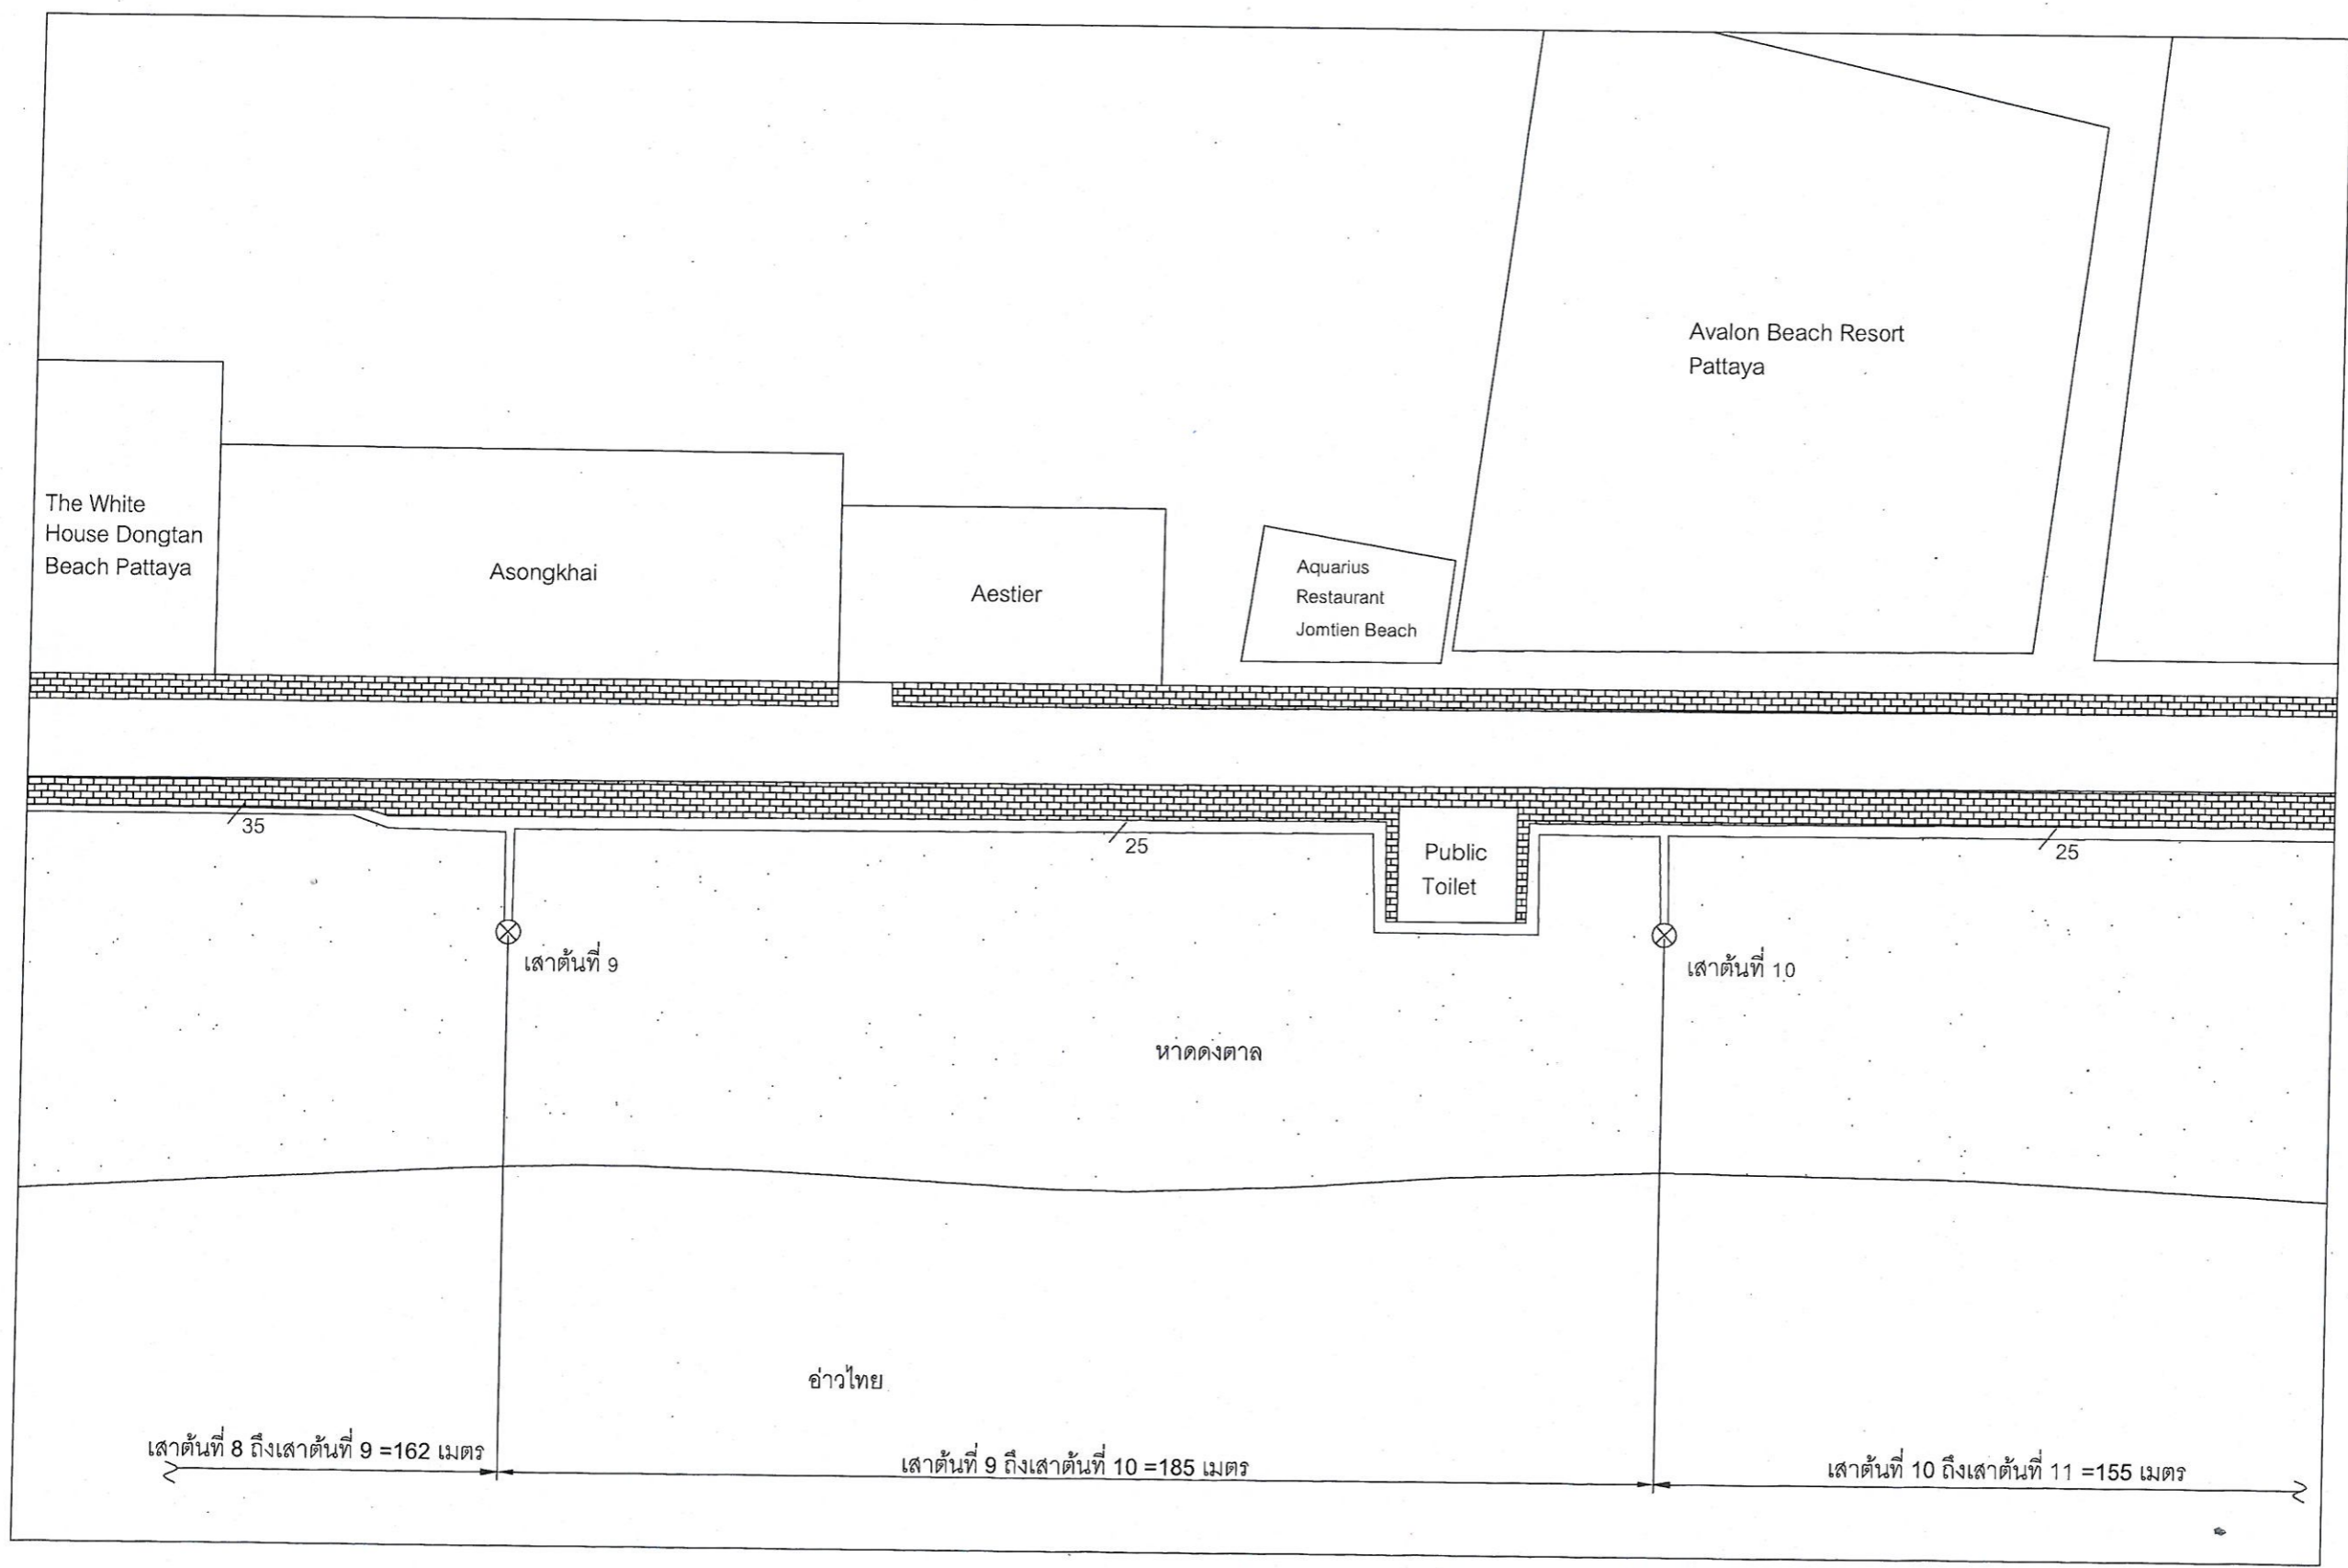 Avalon Beach Resort
Pattaya
The White
House Dongtan
Beach Pattaya
Asongkhai
Aestier
Aquarius
Restaurant
Jomtien Beach
35
25
Public
Toilet
25
เสาต้นที่ 9
เสาต้นที่ 10
หาดดงตาล
อ่าวไทย
เสาต้นที่ 8 ถึงเสาต้นที่ 9 =162 เมตร
เสาต้นที่ 9 ถึงเสาต้นที่ 10 =185 เมตร
เสาต้นที่ 10 ถึงเสาต้นที่ 11 =155 เมตร